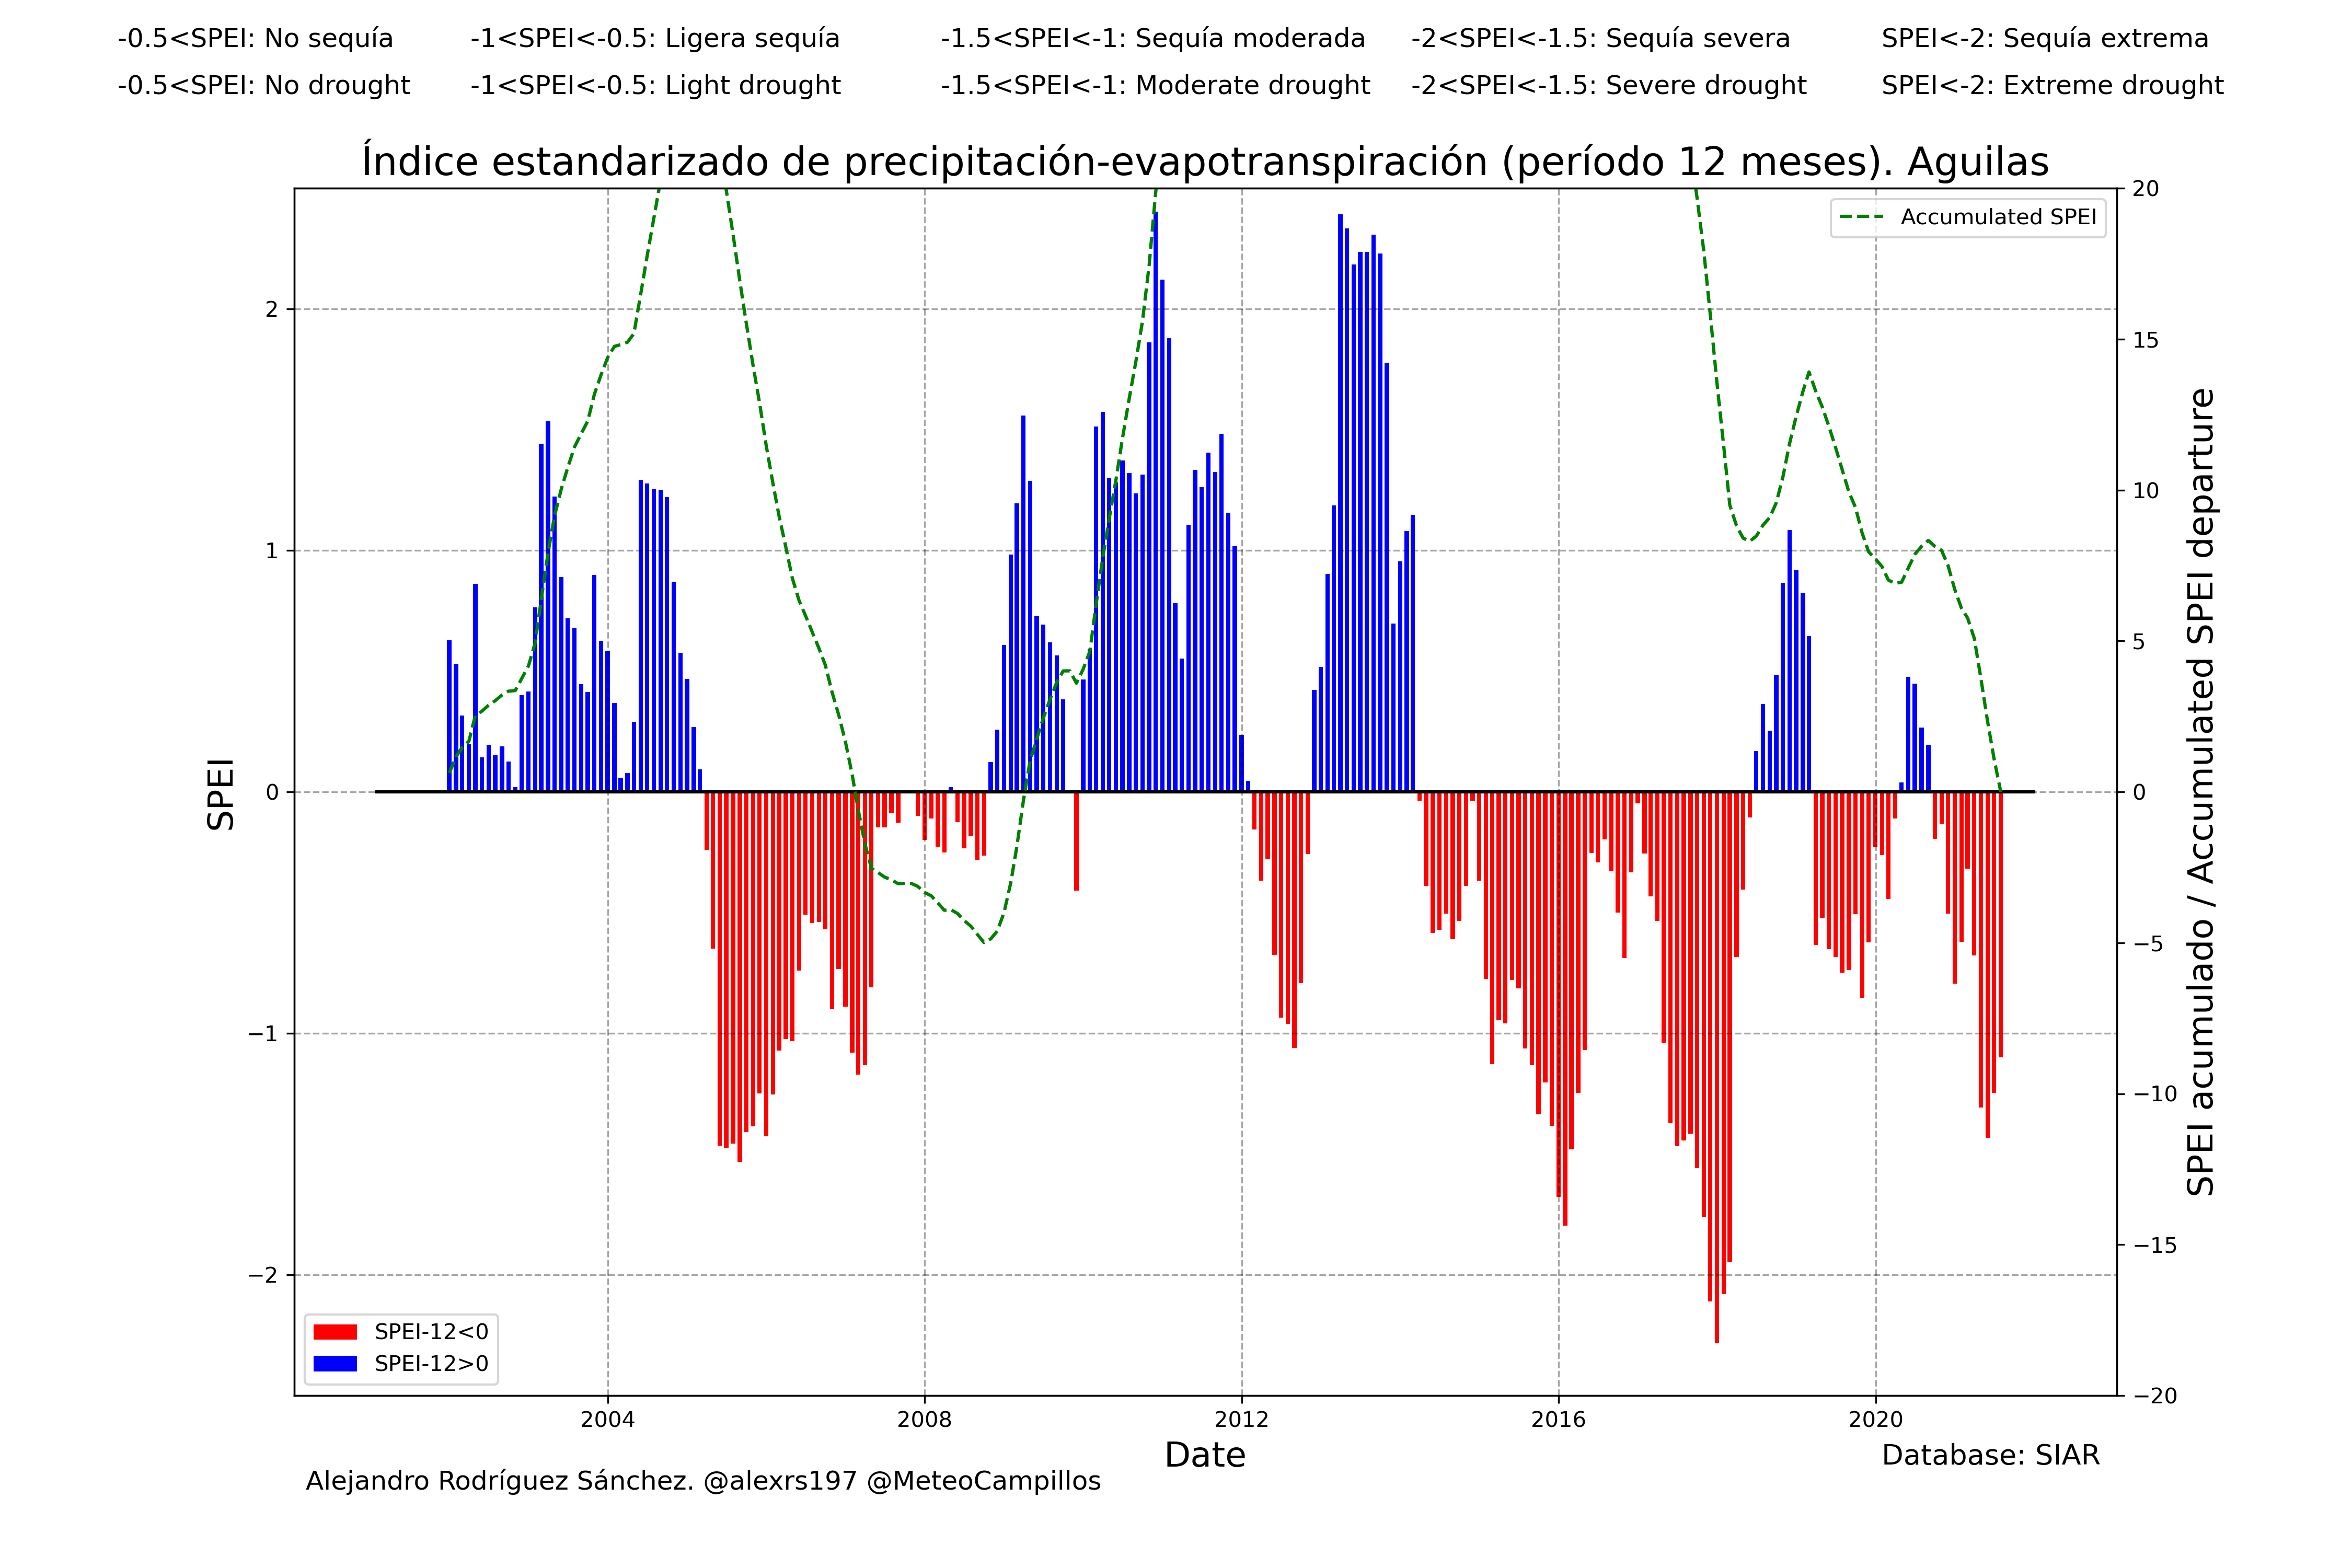 -0.5<SPEI: No sequía -1<SPEI<-0.5: Ligera sequía -1.5<SPEI<-1: Sequía moderada -2<SPEI<-1.5: Sequía severa SPEI<-2: Sequía extrema
-0.5<SPEI: No drought -1<SPEI<-0.5: Light drought -1.5<SPEI<-1: Moderate drought -2<SPEI<-1.5: Severe drought SPEI<-2: Extreme drought
Índice estandarizado de precipitación-evapotranspiración (período 12 meses). Aguilas
Accumulated SPEI
SPEI
2
1
0
−1
−2
20
15
10
5
0
−5
−10
−15
−20
SPEI acumulado / Accumulated SPEI departure
SPEI-12<0
SPEI-12>0
2004 2008 2012 2016 2020
Date
Database: SIAR
Alejandro Rodríguez Sánchez. @alexrs197 @MeteoCampillos